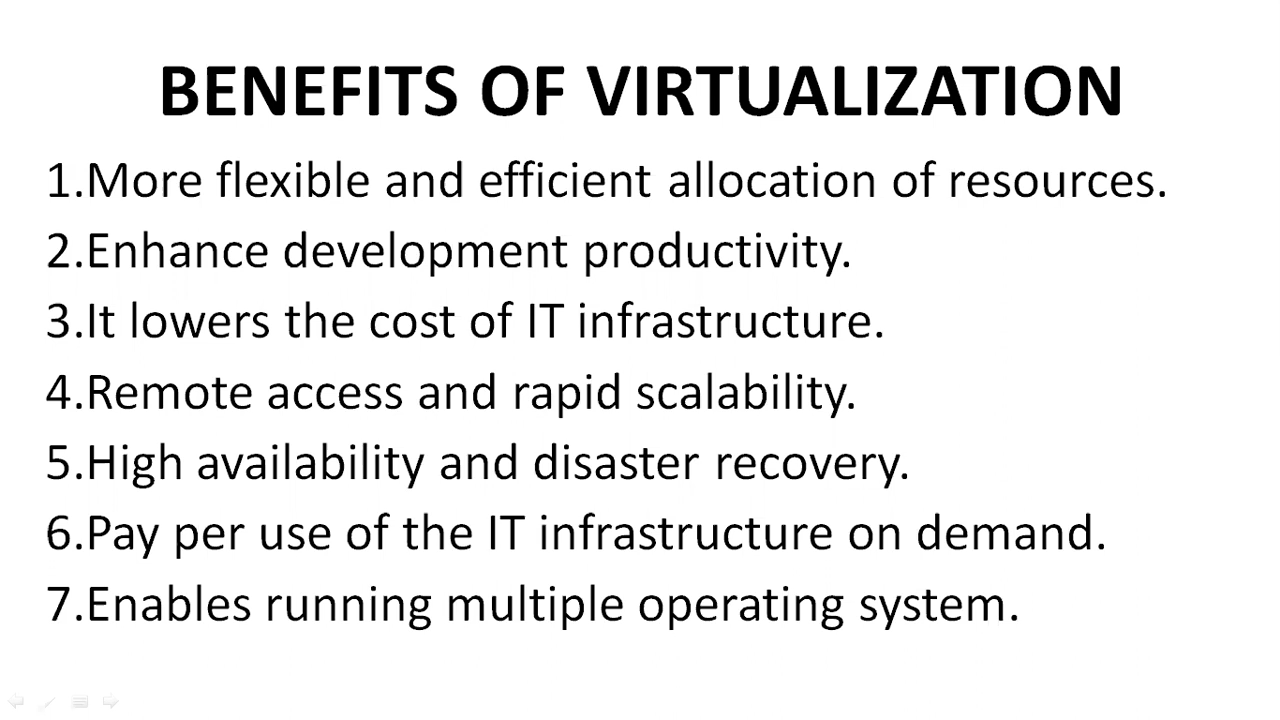 BENEFITS OF VIRTUALIZATION
1.More flexible and efficient allocation of resources.
2.Enhance development productivity.
3.It lowers the cost of IT infrastructure.
4.Remote access and rapid scalability.
5.High availability and disaster recovery.
6.Pay per use of the IT infrastructure on demand.
7.Enables running multiple operating system.